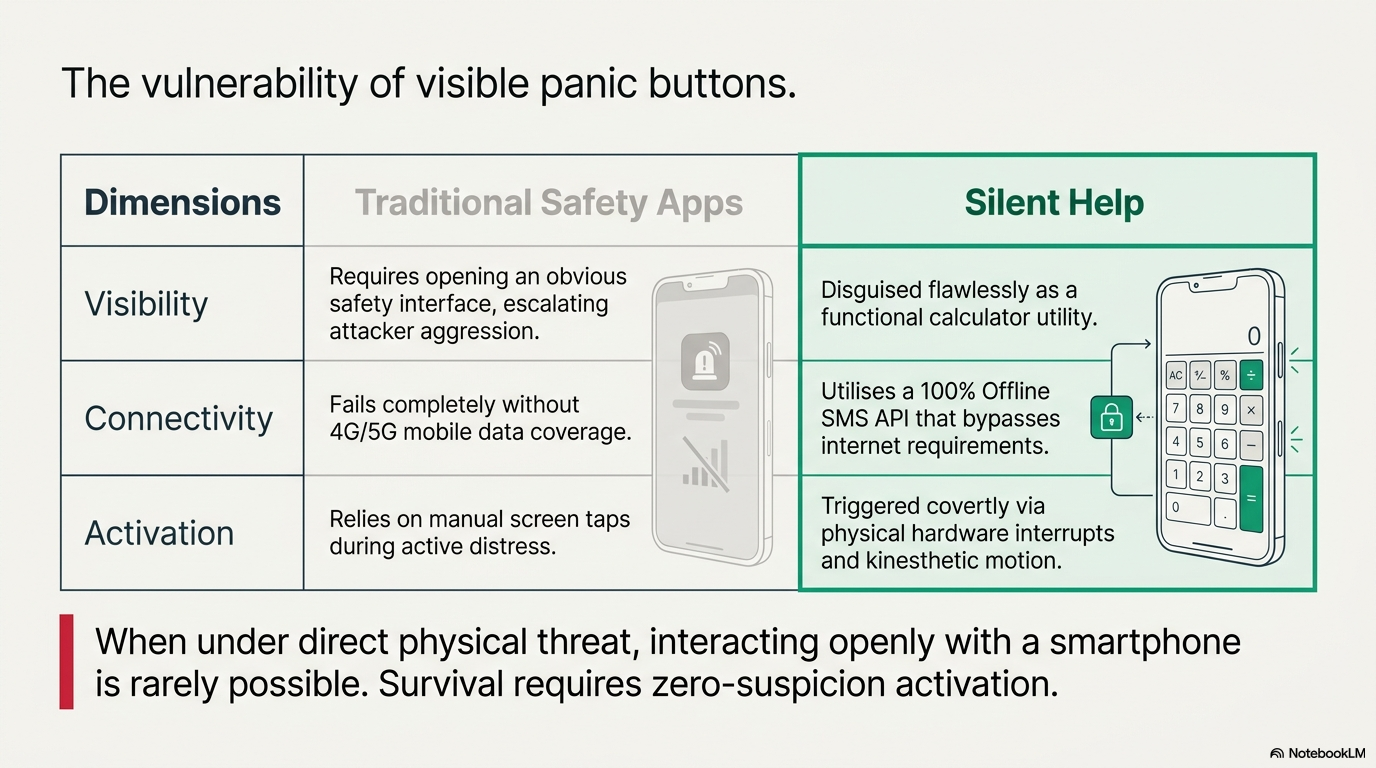 The vulnerability of visible panic buttons.
Dimensions
Traditional Safety Apps
Silent Help
Visibility
Requires opening an obvious
safety interface, escalating
attacker aggression.
Disguised flawlessly as a
functional calculator utility.
Connectivity
Fails completely without
4G/5G mobile data coverage.
Utilises a 100% Offline
SMS API that bypasses
internet requirements.
Activation
Relies on manual screen taps
during active distress.
Triggered covertly via
physical hardware interrupts
and kinesthetic motion.
0
AC +/- % ÷
7 8 9 ×
4 5 6 −
1 2 3 =
0 .
When under direct physical threat, interacting openly with a smartphone
is rarely possible. Survival requires zero-suspicion activation.
NotebookLM